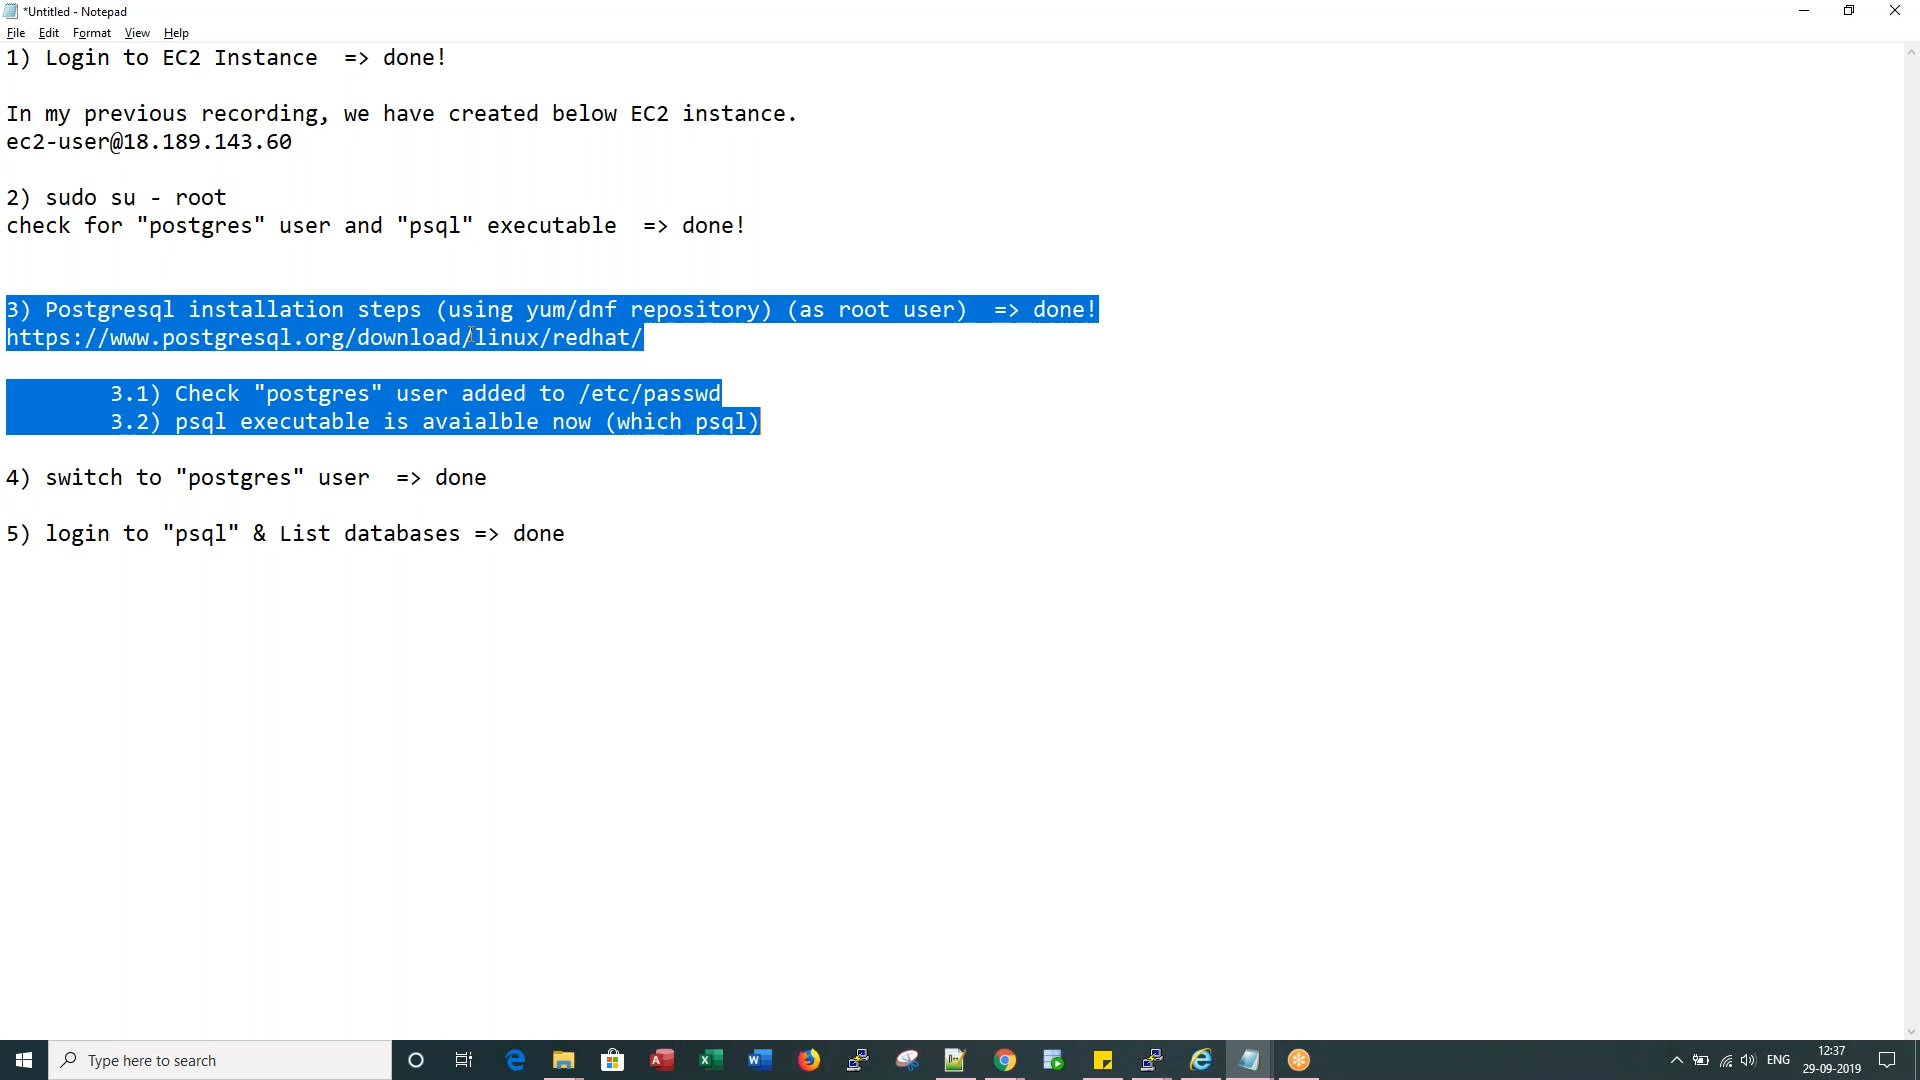 *Untitled - Notepad
File Edit Format View Help
1) Login to EC2 Instance  => done!
In my previous recording, we have created below EC2 instance.
ec2-user@18.189.143.60
2) sudo su - root
check for "postgres" user and "psql" executable  => done!
3) Postgresql installation steps (using yum/dnf repository) (as root user)  => done!
https://www.postgresql.org/download/linux/redhat/
3.1) Check "postgres" user added to /etc/passwd
3.2) psql executable is avaialble now (which psql)
4) switch to "postgres" user  => done
5) login to "psql" & List databases => done
Type here to search
ENG
12:37
29-09-2019